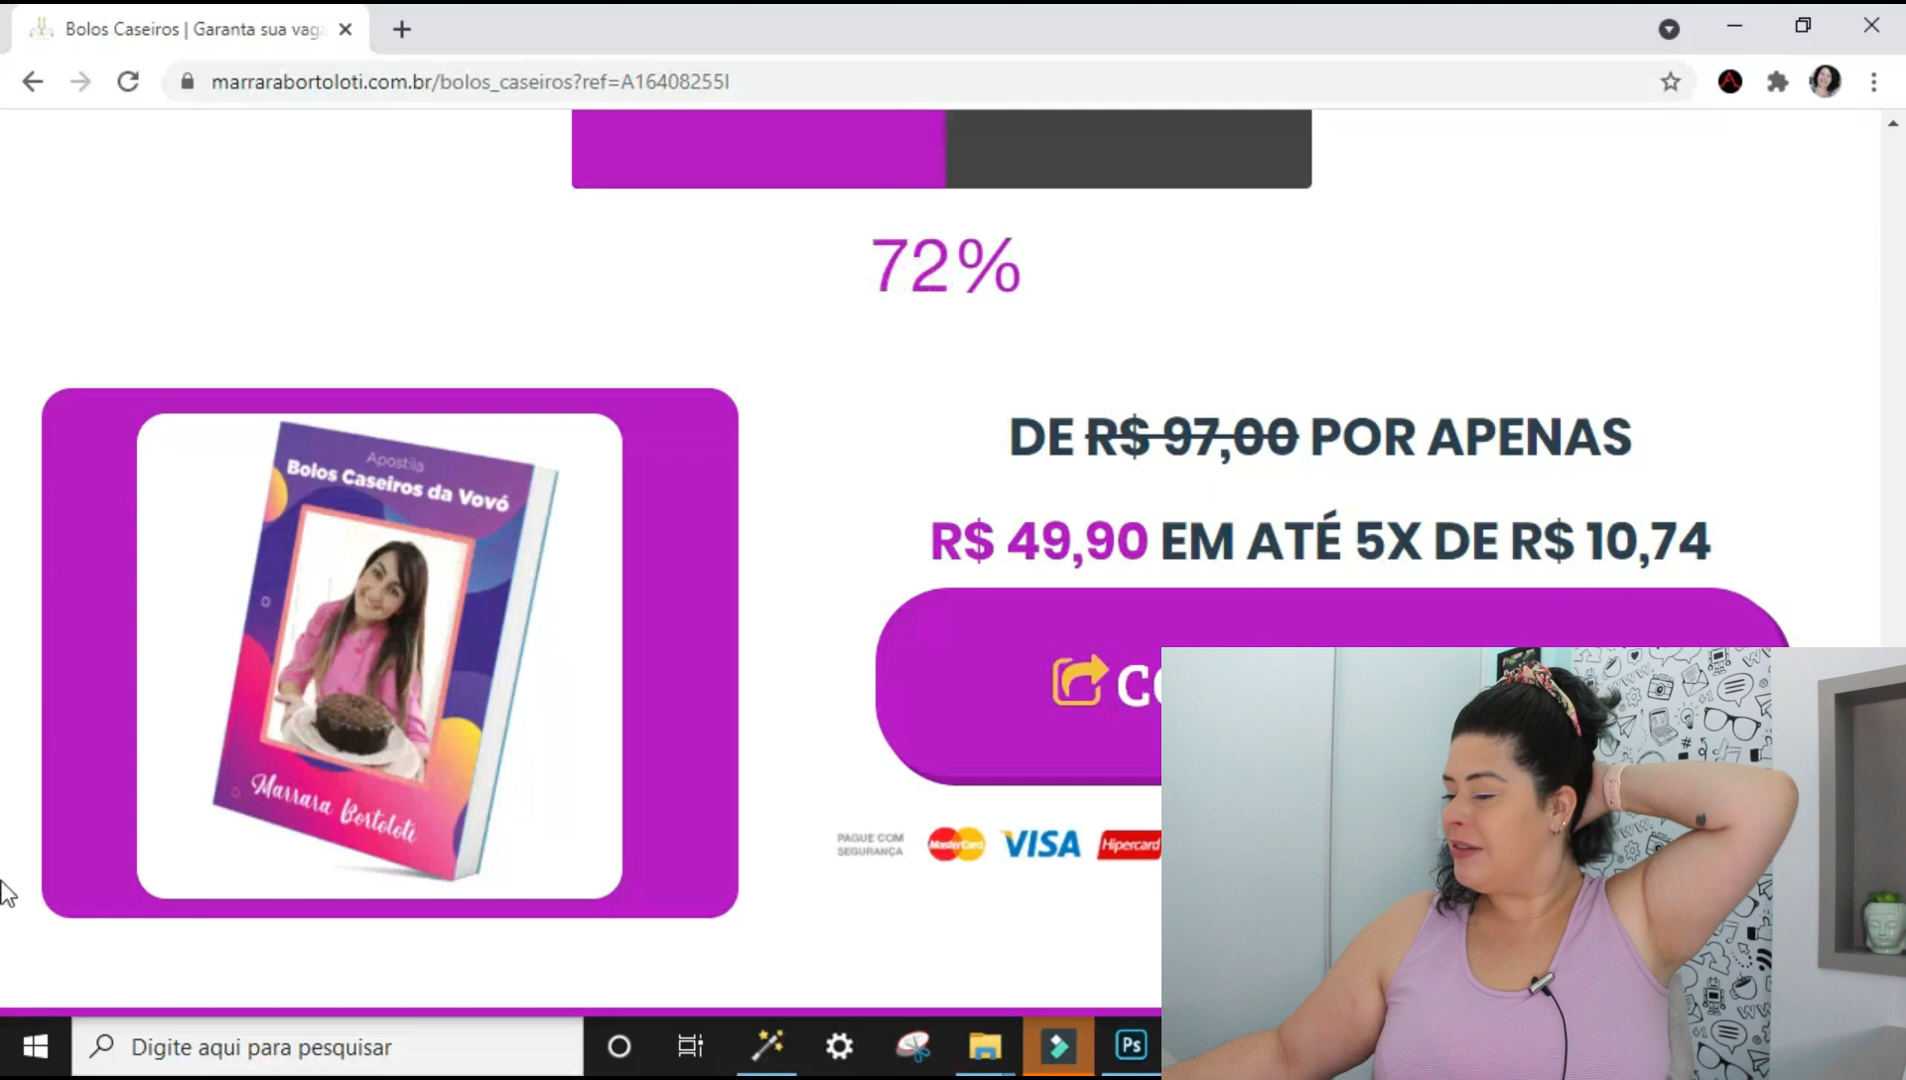 Bolos Caseiros | Garanta sua vag
marrarabortoloti.com.br/bolos_caseiros?ref=A16408255I
72%
Apostila
Bolos Caseiros da Vovó
Marrara Bortoloti
DE R$ 97,00 POR APENAS
R$ 49,90 EM ATÉ 5X DE R$ 10,74
PAGUE COM
SEGURANÇA
MasterCard
VISA
Hipercard
Digite aqui para pesquisar
Ps